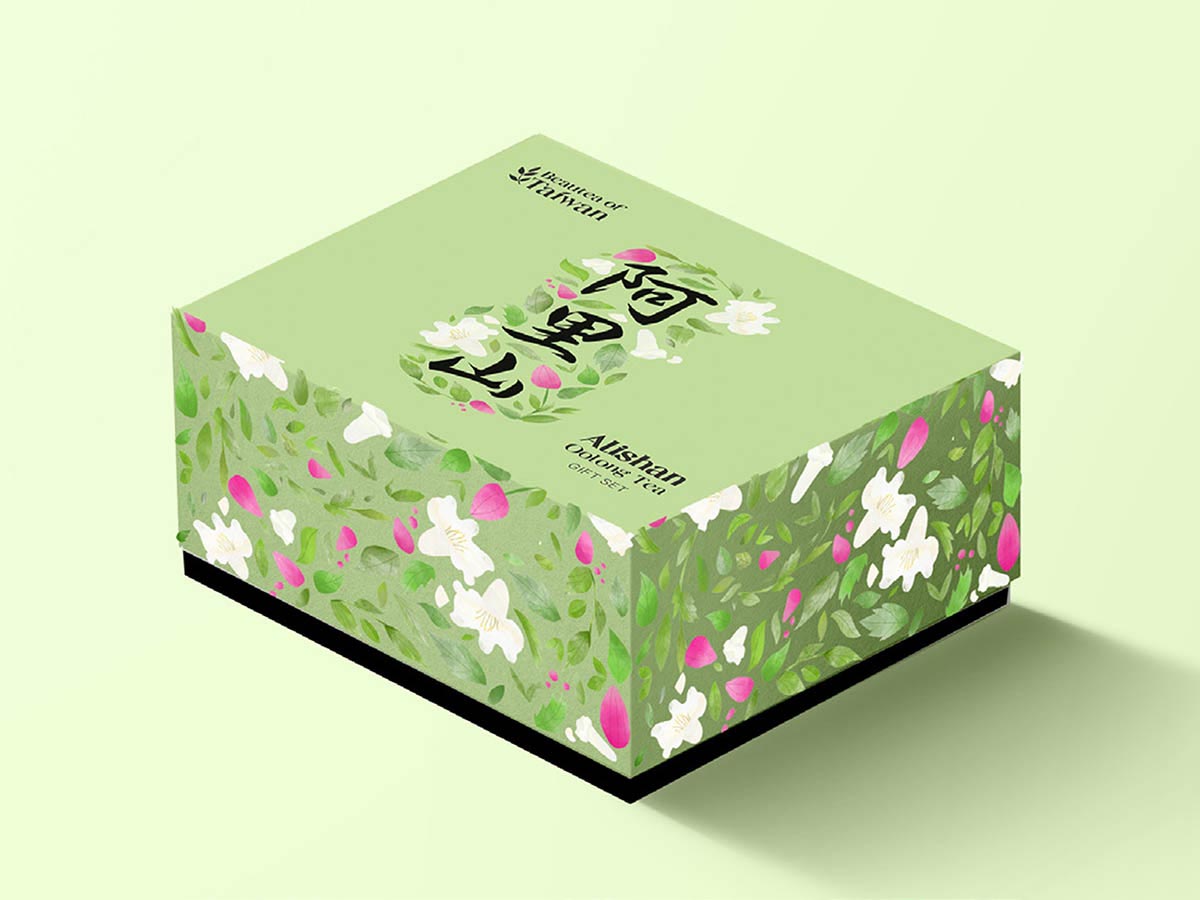 Beautea of
Taiwan
阿里山
Alishan
Oolong Tea
GIFT SET